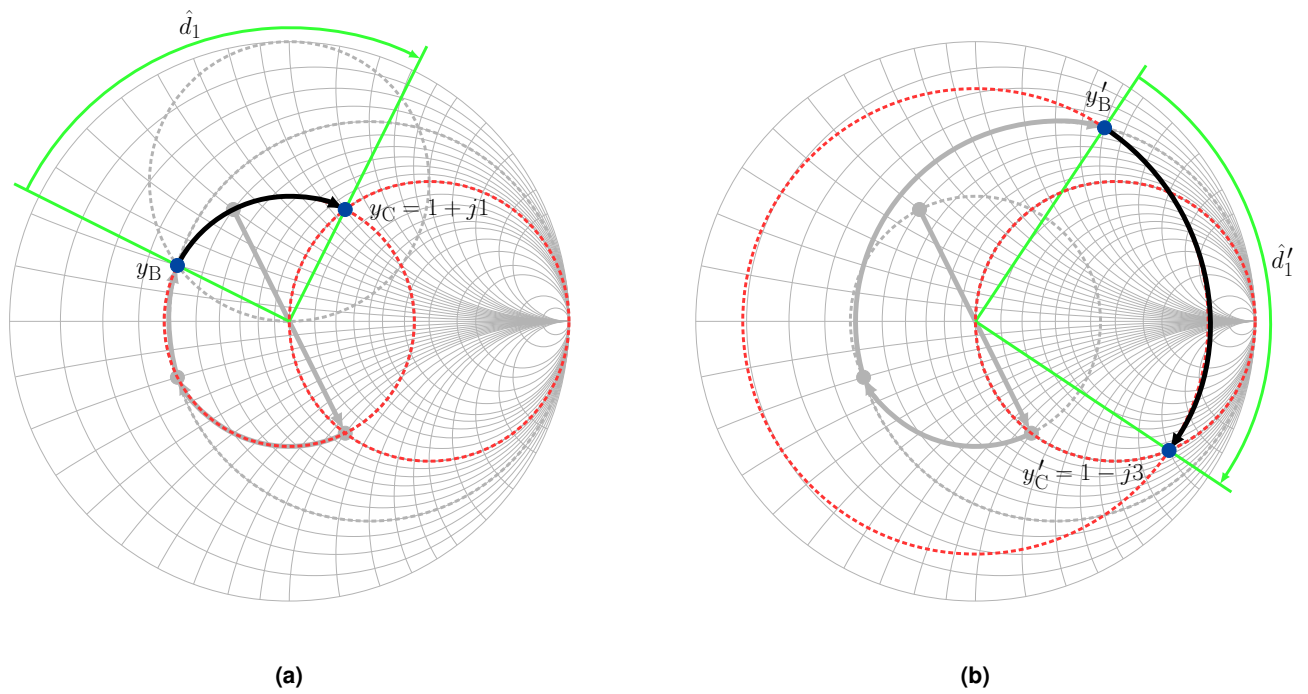 d̂₁
y_B
y_C = 1 + j1
(a)
y′_B
d̂′₁
y′_C = 1 − j3
(b)